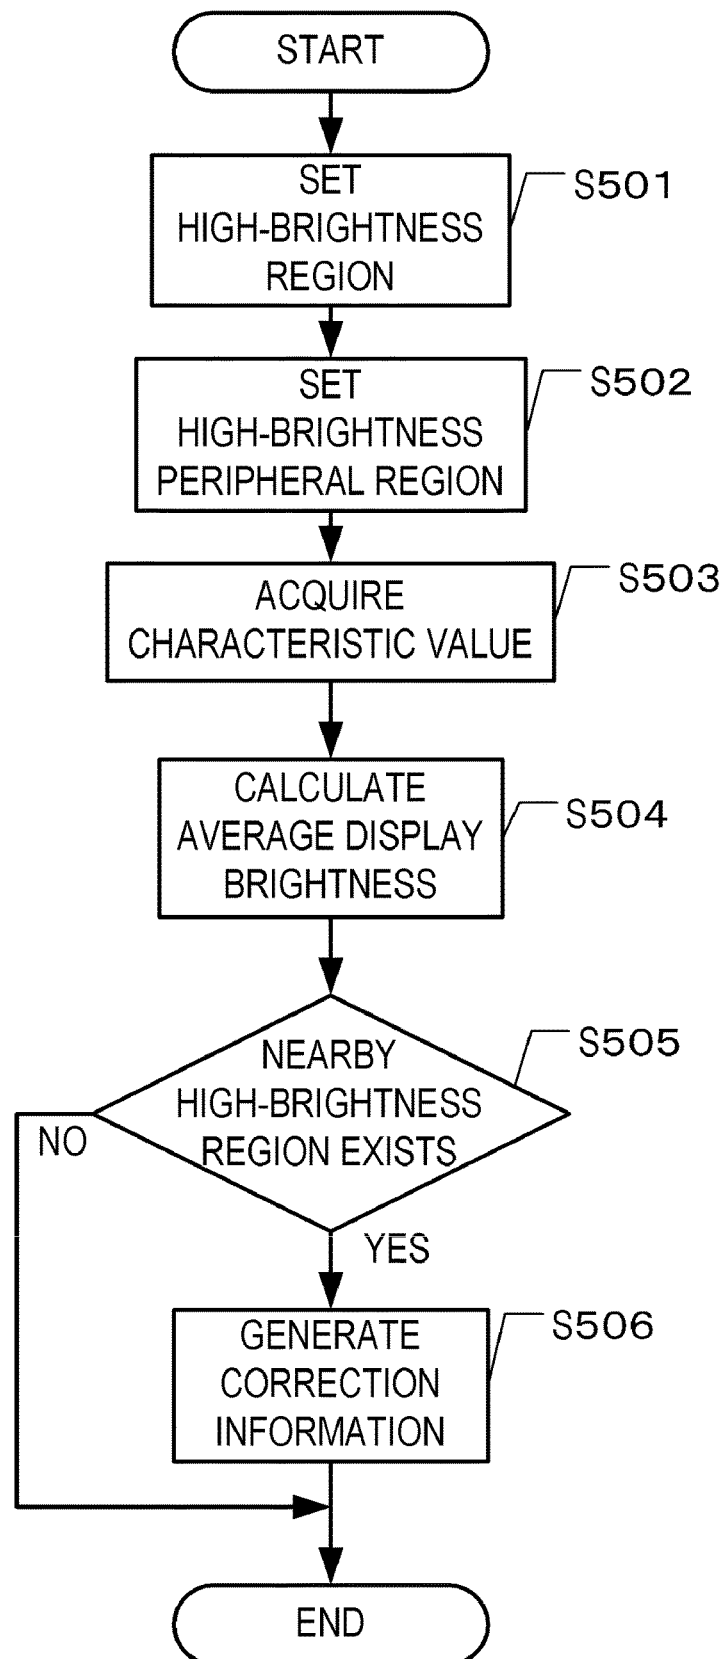 START
SET
HIGH-BRIGHTNESS
REGION
S501
SET
HIGH-BRIGHTNESS
PERIPHERAL REGION
S502
ACQUIRE
CHARACTERISTIC VALUE
S503
CALCULATE
AVERAGE DISPLAY
BRIGHTNESS
S504
NEARBY
HIGH-BRIGHTNESS
REGION EXISTS
S505
NO
YES
GENERATE
CORRECTION
INFORMATION
S506
END